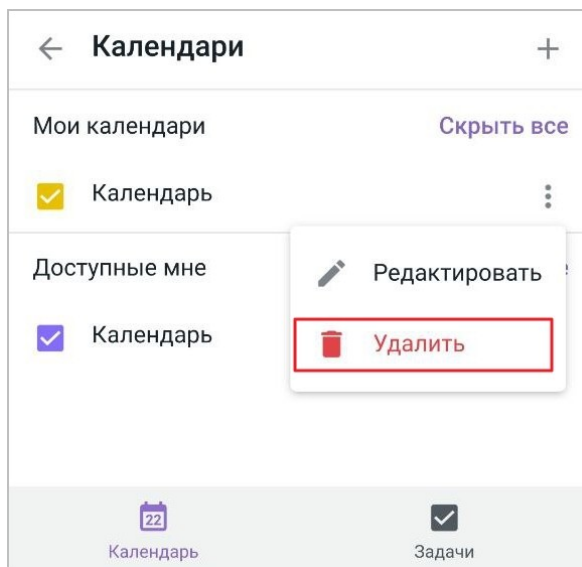 Календари
Мои календари Скрыть все
Календарь
Доступные мне
Редактировать
Календарь
Удалить
22
Календарь Задачи